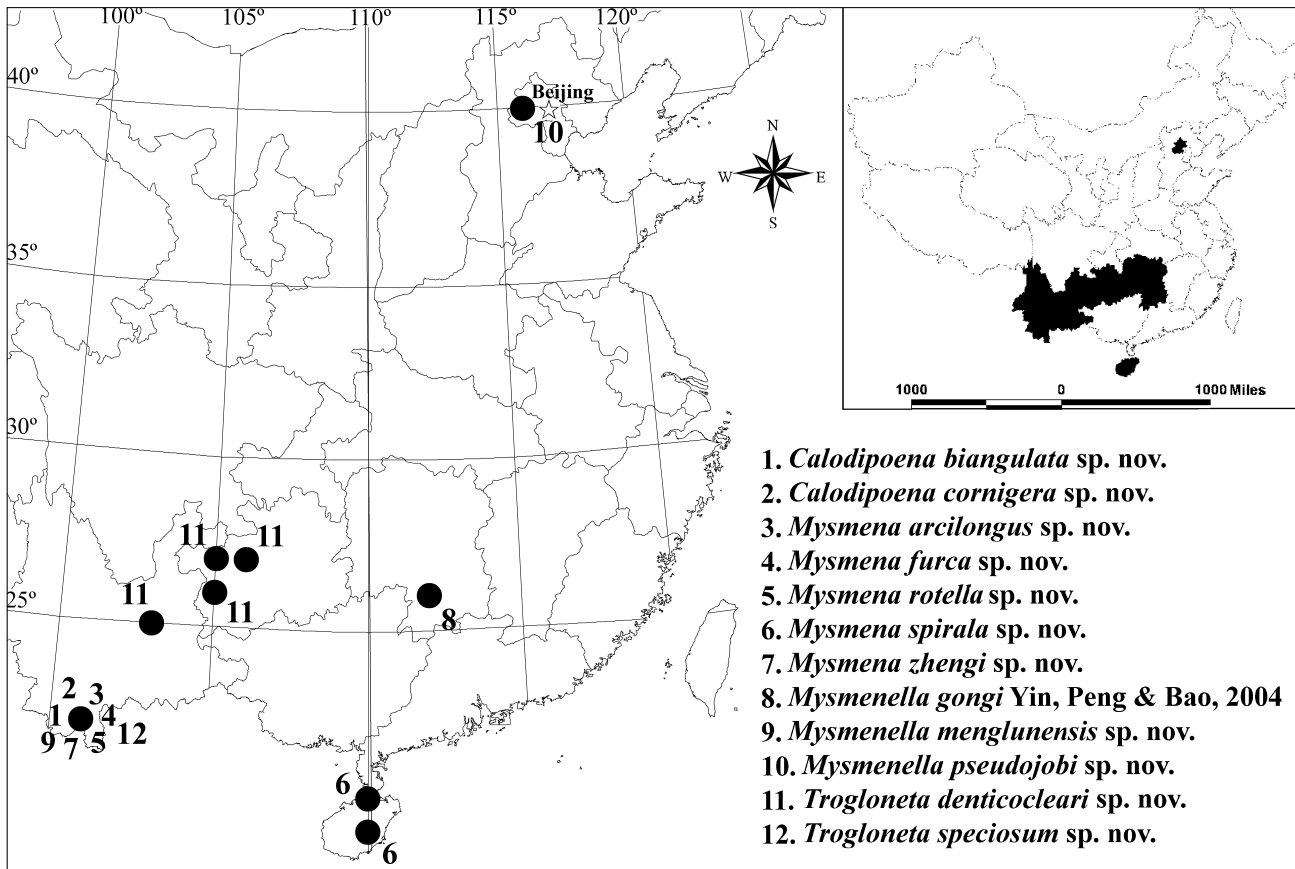 100º 105º 110º 115º 120º
40º
Beijing
10
N
W E
S
35º
1000 0 1000 Miles
30º
1. Calodipoena biangulata sp. nov.
2. Calodipoena cornigera sp. nov.
3. Mysmena arcilongus sp. nov.
4. Mysmena furca sp. nov.
5. Mysmena rotella sp. nov.
6. Mysmena spirala sp. nov.
7. Mysmena zhengi sp. nov.
8. Mysmenella gongi Yin, Peng & Bao, 2004
9. Mysmenella menglunensis sp. nov.
10. Mysmenella pseudojobi sp. nov.
11. Trogloneta denticocleari sp. nov.
12. Trogloneta speciosum sp. nov.
11 11
25º
11 11
8
2 3
1 4
9 7 5 12
6
6